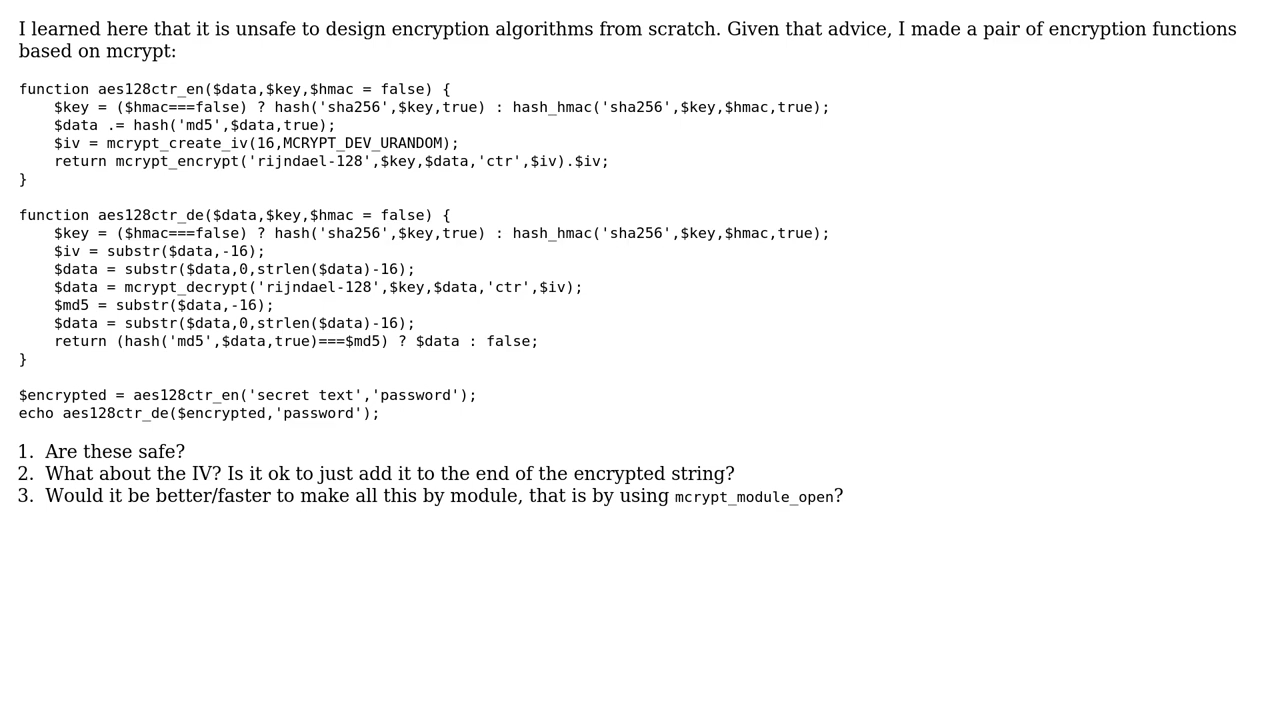 I learned here that it is unsafe to design encryption algorithms from scratch. Given that advice, I made a pair of encryption functions
based on mcrypt:
function aes128ctr_en($data,$key,$hmac = false) {
    $key = ($hmac===false) ? hash('sha256',$key,true) : hash_hmac('sha256',$key,$hmac,true);
    $data .= hash('md5',$data,true);
    $iv = mcrypt_create_iv(16,MCRYPT_DEV_URANDOM);
    return mcrypt_encrypt('rijndael-128',$key,$data,'ctr',$iv).$iv;
}
function aes128ctr_de($data,$key,$hmac = false) {
    $key = ($hmac===false) ? hash('sha256',$key,true) : hash_hmac('sha256',$key,$hmac,true);
    $iv = substr($data,-16);
    $data = substr($data,0,strlen($data)-16);
    $data = mcrypt_decrypt('rijndael-128',$key,$data,'ctr',$iv);
    $md5 = substr($data,-16);
    $data = substr($data,0,strlen($data)-16);
    return (hash('md5',$data,true)===$md5) ? $data : false;
}
$encrypted = aes128ctr_en('secret text','password');
echo aes128ctr_de($encrypted,'password');
1. Are these safe?
2. What about the IV? Is it ok to just add it to the end of the encrypted string?
3. Would it be better/faster to make all this by module, that is by using mcrypt_module_open?